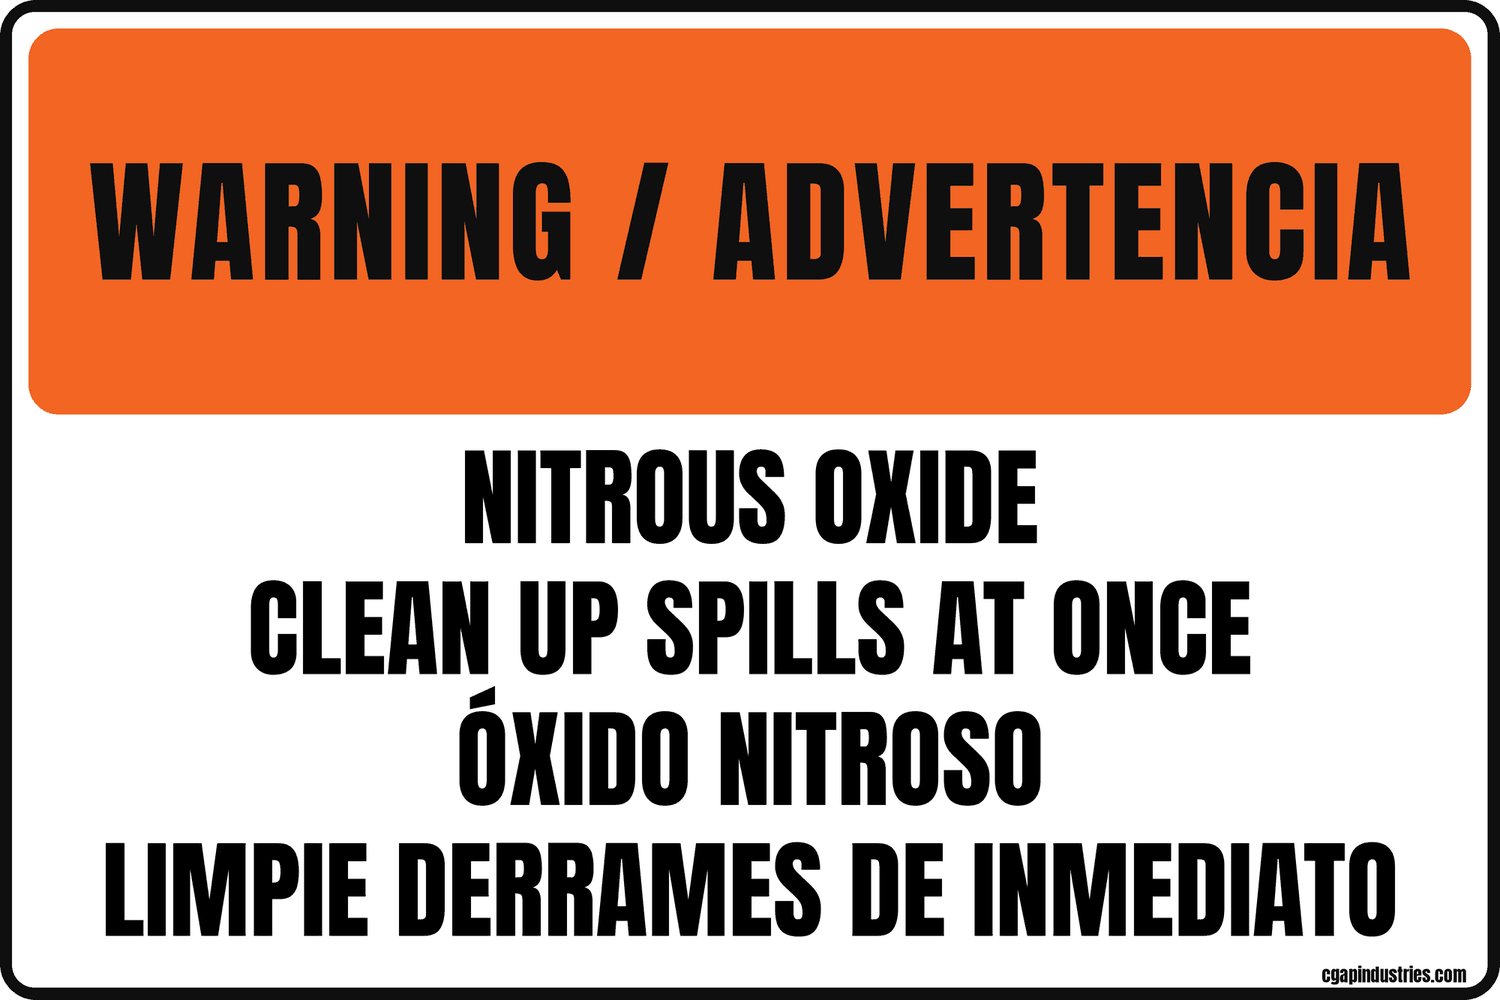 WARNING / ADVERTENCIA
NITROUS OXIDE
CLEAN UP SPILLS AT ONCE
ÓXIDO NITROSO
LIMPIE DERRAMES DE INMEDIATO
cgapindustries.com